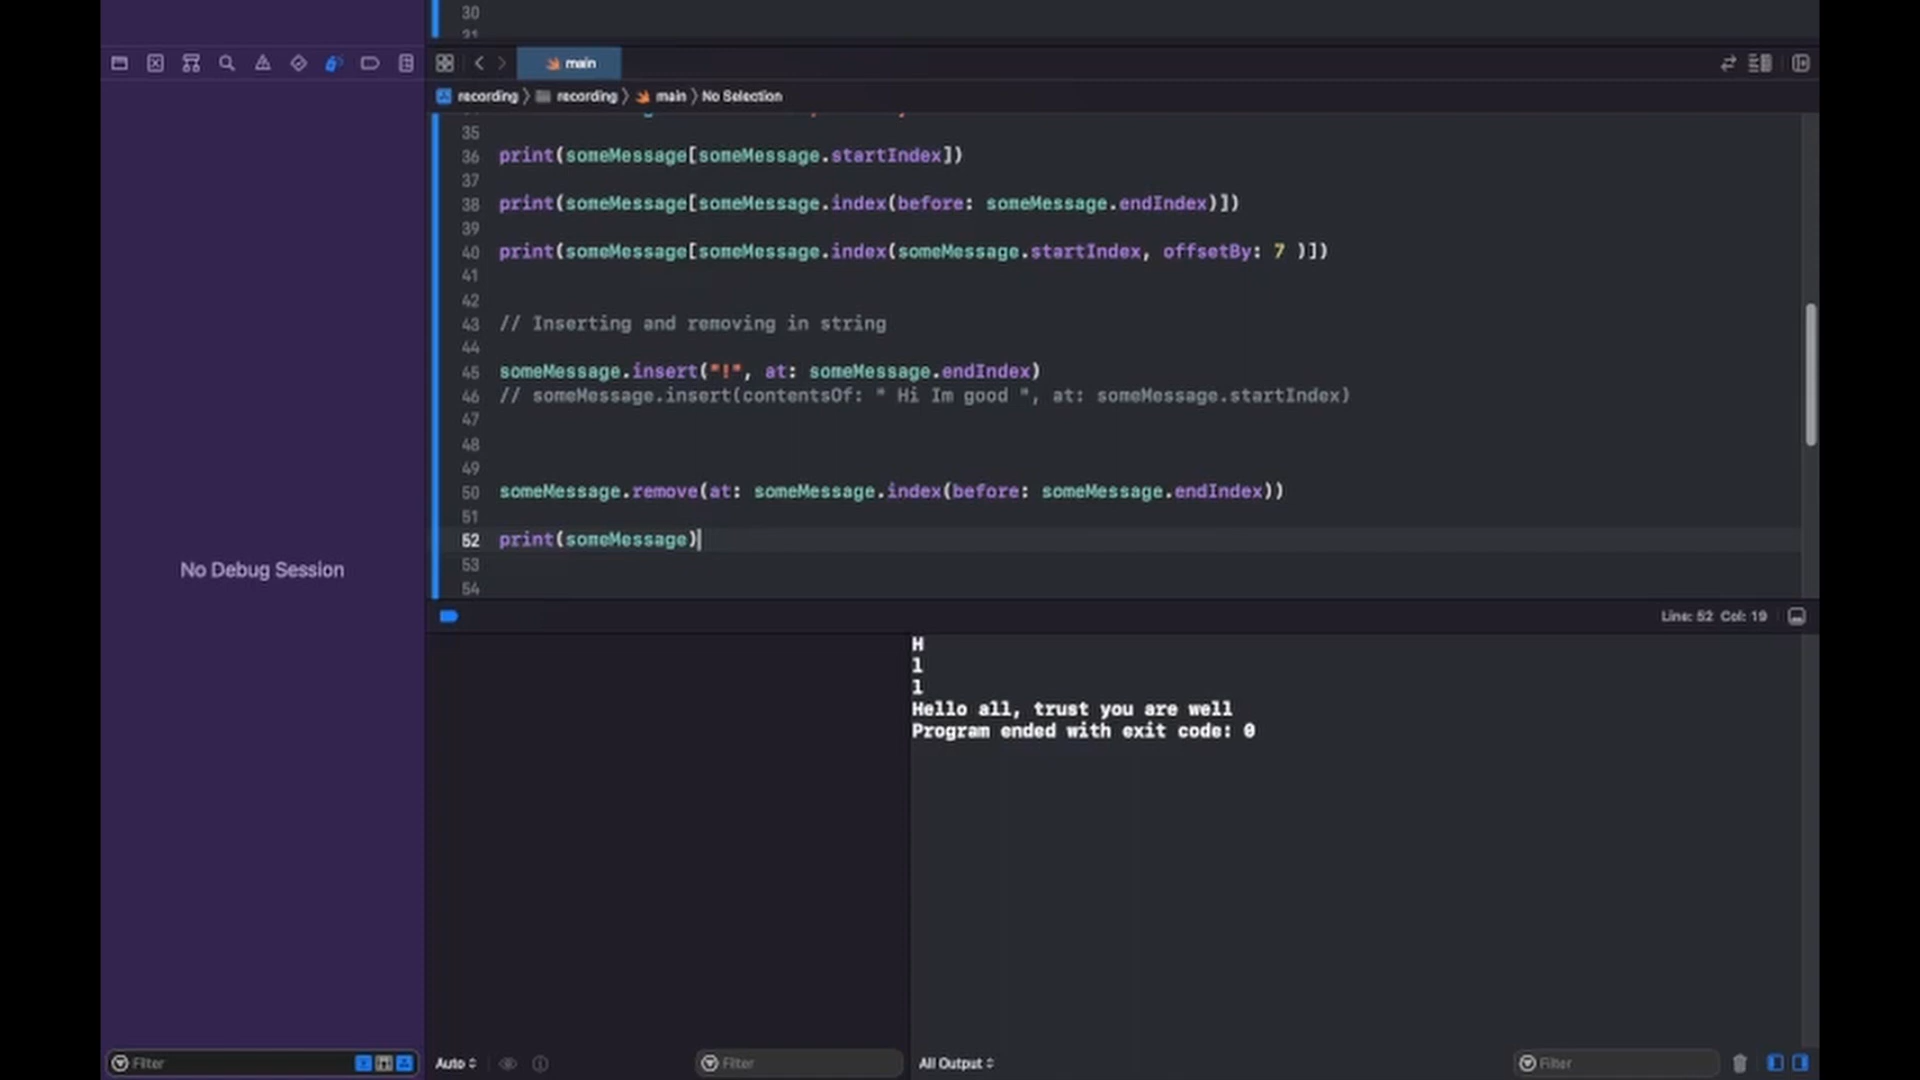 30
31
main
recording
recording
main
No Selection
35
36 print(someMessage[someMessage.startIndex])
37
38 print(someMessage[someMessage.index(before: someMessage.endIndex)])
39
40 print(someMessage[someMessage.index(someMessage.startIndex, offsetBy: 7 )])
41
42
43 // Inserting and removing in string
44
45 someMessage.insert("!", at: someMessage.endIndex)
46 // someMessage.insert(contentsOf: " Hi Im good ", at: someMessage.startIndex)
47
48
49
50 someMessage.remove(at: someMessage.index(before: someMessage.endIndex))
51
52 print(someMessage)
53
54
No Debug Session
Line: 52 Col: 19
H
l
l
Hello all, trust you are well
Program ended with exit code: 0
Filter
Auto
Filter
All Output
Filter